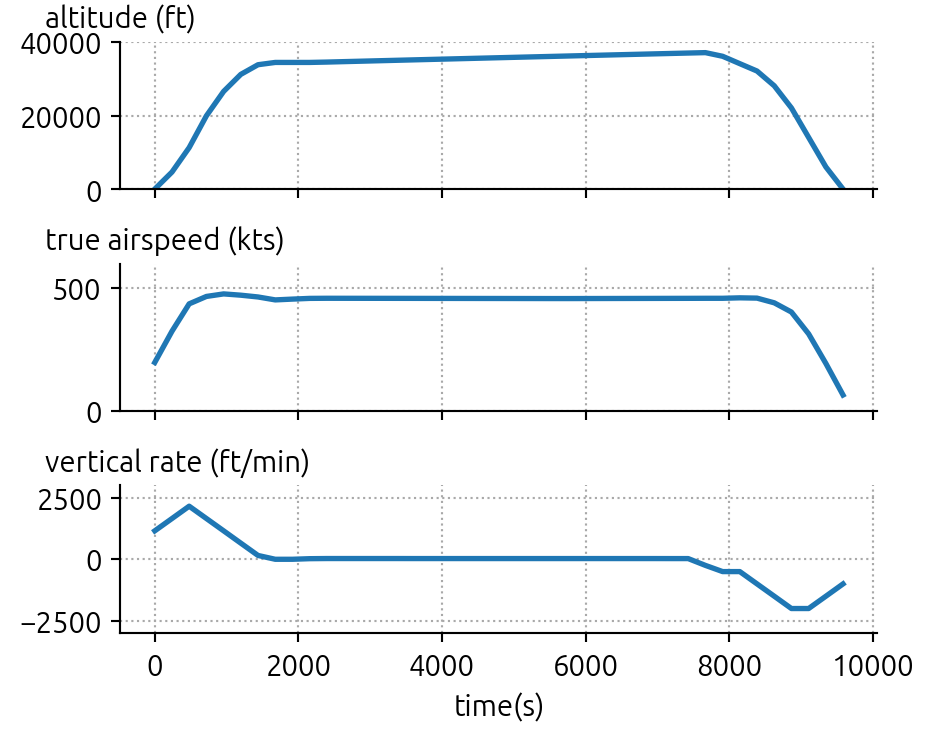 altitude (ft)
40000
20000
0
true airspeed (kts)
500
0
vertical rate (ft/min)
2500
0
−2500
0 2000 4000 6000 8000 10000
time(s)